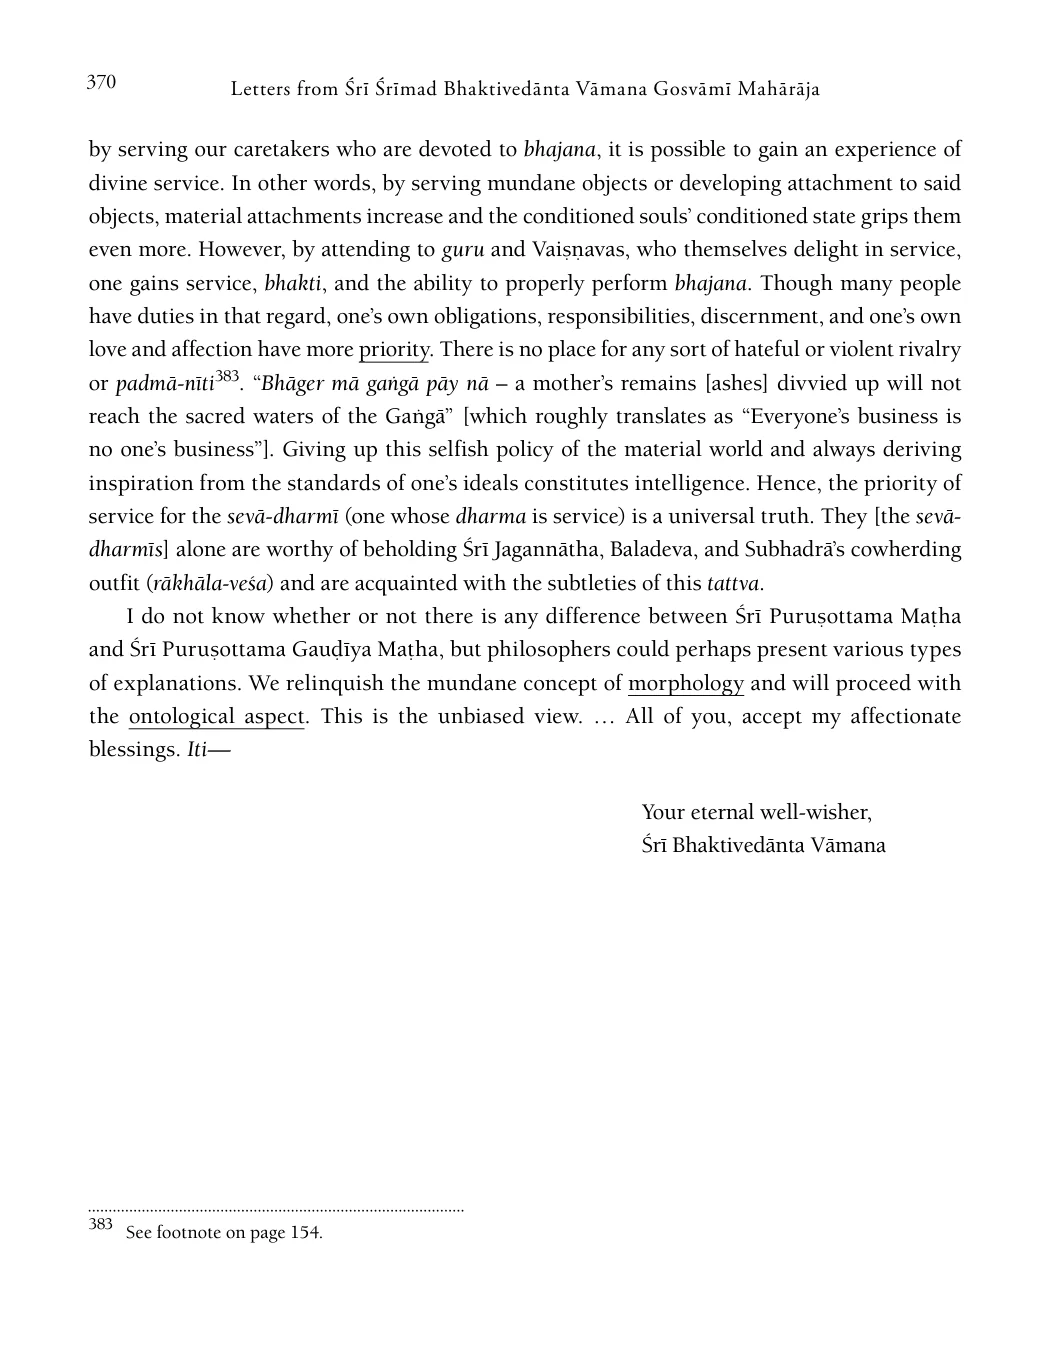 370
Letters from Śrī Śrīmad Bhaktivedānta Vāmana Gosvāmī Mahārāja
by serving our caretakers who are devoted to bhajana, it is possible to gain an experience of
divine service. In other words, by serving mundane objects or developing attachment to said
objects, material attachments increase and the conditioned souls’ conditioned state grips them
even more. However, by attending to guru and Vaiṣṇavas, who themselves delight in service,
one gains service, bhakti, and the ability to properly perform bhajana. Though many people
have duties in that regard, one’s own obligations, responsibilities, discernment, and one’s own
love and affection have more priority. There is no place for any sort of hateful or violent rivalry
or padmā-nīti383. “Bhāger mā gaṅgā pāy nā – a mother’s remains [ashes] divvied up will not
reach the sacred waters of the Gaṅgā” [which roughly translates as “Everyone’s business is
no one’s business”]. Giving up this selfish policy of the material world and always deriving
inspiration from the standards of one’s ideals constitutes intelligence. Hence, the priority of
service for the sevā-dharmī (one whose dharma is service) is a universal truth. They [the sevā-
dharmīs] alone are worthy of beholding Śrī Jagannātha, Baladeva, and Subhadrā’s cowherding
outfit (rākhāla-veśa) and are acquainted with the subtleties of this tattva.
I do not know whether or not there is any difference between Śrī Puruṣottama Maṭha
and Śrī Puruṣottama Gauḍīya Maṭha, but philosophers could perhaps present various types
of explanations. We relinquish the mundane concept of morphology and will proceed with
the ontological aspect. This is the unbiased view. … All of you, accept my affectionate
blessings. Iti—
Your eternal well-wisher,
Śrī Bhaktivedānta Vāmana
383 See footnote on page 154.